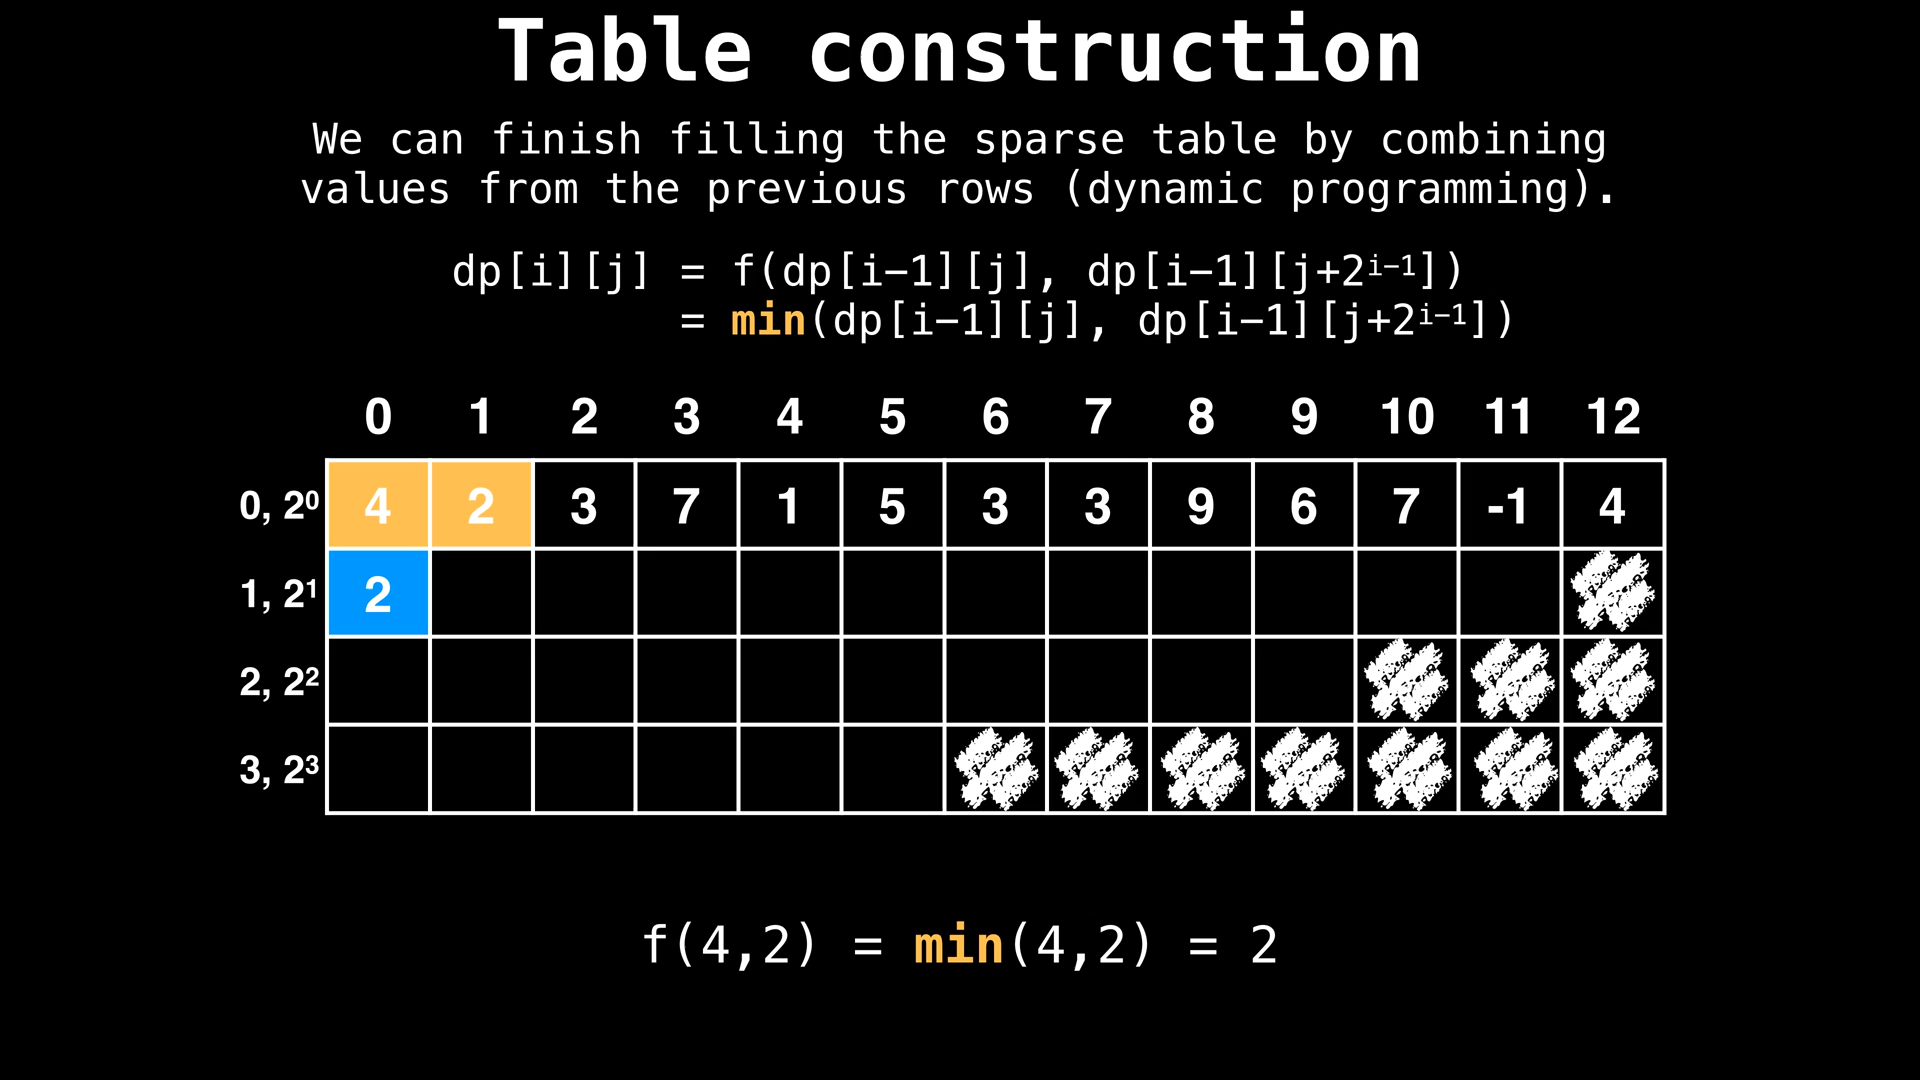 Table construction
We can finish filling the sparse table by combining
values from the previous rows (dynamic programming).
dp[i][j] = f(dp[i−1][j], dp[i−1][j+2ⁱ⁻¹])
= min(dp[i−1][j], dp[i−1][j+2ⁱ⁻¹])
0 1 2 3 4 5 6 7 8 9 10 11 12
0, 2⁰ 4 2 3 7 1 5 3 3 9 6 7 -1 4
1, 2¹ 2
2, 2²
3, 2³
f(4,2) = min(4,2) = 2